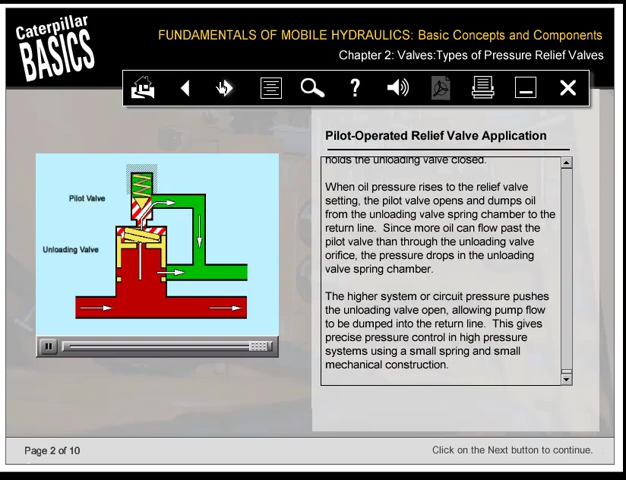 Caterpillar
BASICS
FUNDAMENTALS OF MOBILE HYDRAULICS: Basic Concepts and Components
Chapter 2: Valves:Types of Pressure Relief Valves
?
Pilot-Operated Relief Valve Application
holds the unloading valve closed.
When oil pressure rises to the relief valve
setting, the pilot valve opens and dumps oil
from the unloading valve spring chamber to the
return line. Since more oil can flow past the
pilot valve than through the unloading valve
orifice, the pressure drops in the unloading
valve spring chamber.
The higher system or circuit pressure pushes
the unloading valve open, allowing pump flow
to be dumped into the return line. This gives
precise pressure control in high pressure
systems using a small spring and small
mechanical construction.
Pilot Valve
Unloading Valve
Page 2 of 10
Click on the Next button to continue.